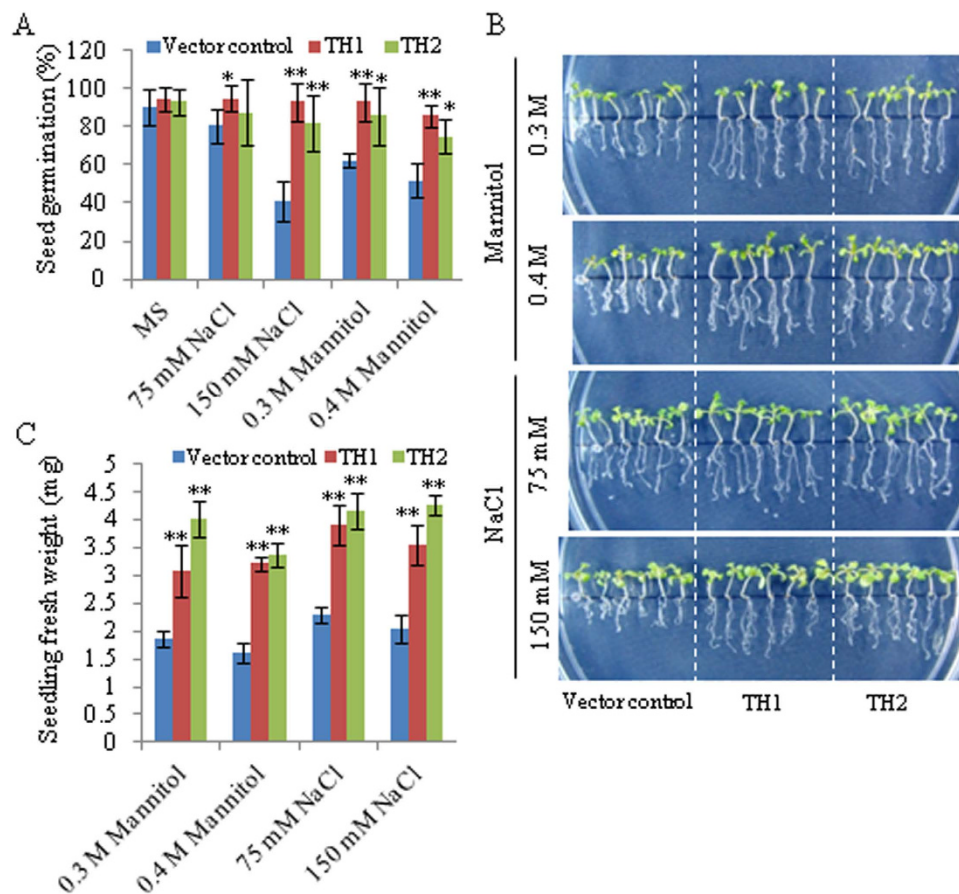 A
Vector control TH1 TH2
Seed germination (%)
120
100
80
60
40
20
0
* ** ** ** * ** *
MS
75 mM NaCl
150 mM NaCl
0.3 M Mannitol
0.4 M Mannitol
B
Mannitol
0.3 M
0.4 M
NaCl
75 mM
150 mM
Vector control TH1 TH2
C
Vector control TH1 TH2
Seedling fresh weight (mg)
5
4.5
4
3.5
3
2.5
2
1.5
1
0.5
0
** ** ** ** ** ** ** **
0.3 M Mannitol
0.4 M Mannitol
75 mM NaCl
150 mM NaCl